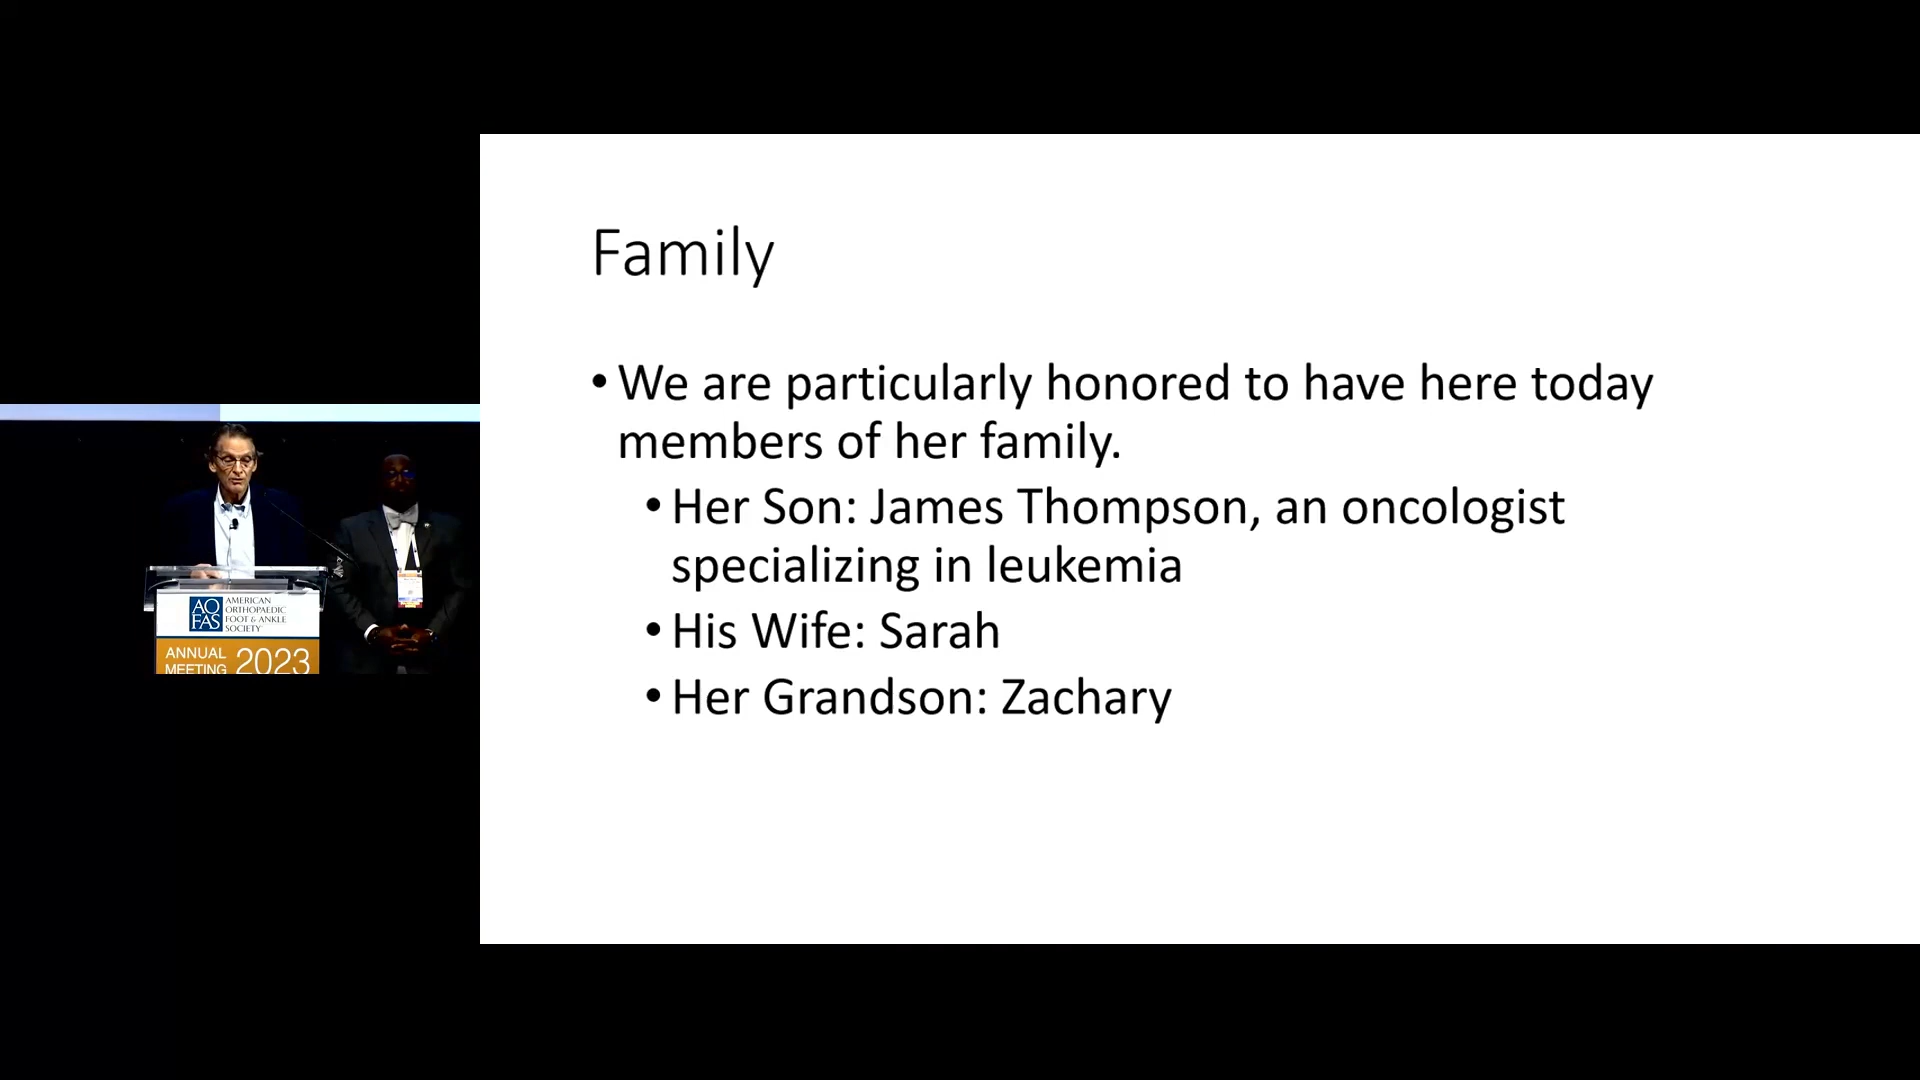 Family
• We are particularly honored to have here today
members of her family.
• Her Son: James Thompson, an oncologist
specializing in leukemia
• His Wife: Sarah
• Her Grandson: Zachary
AO
FAS
AMERICAN
ORTHOPAEDIC
FOOT & ANKLE
SOCIETY
ANNUAL
MEETING 2023